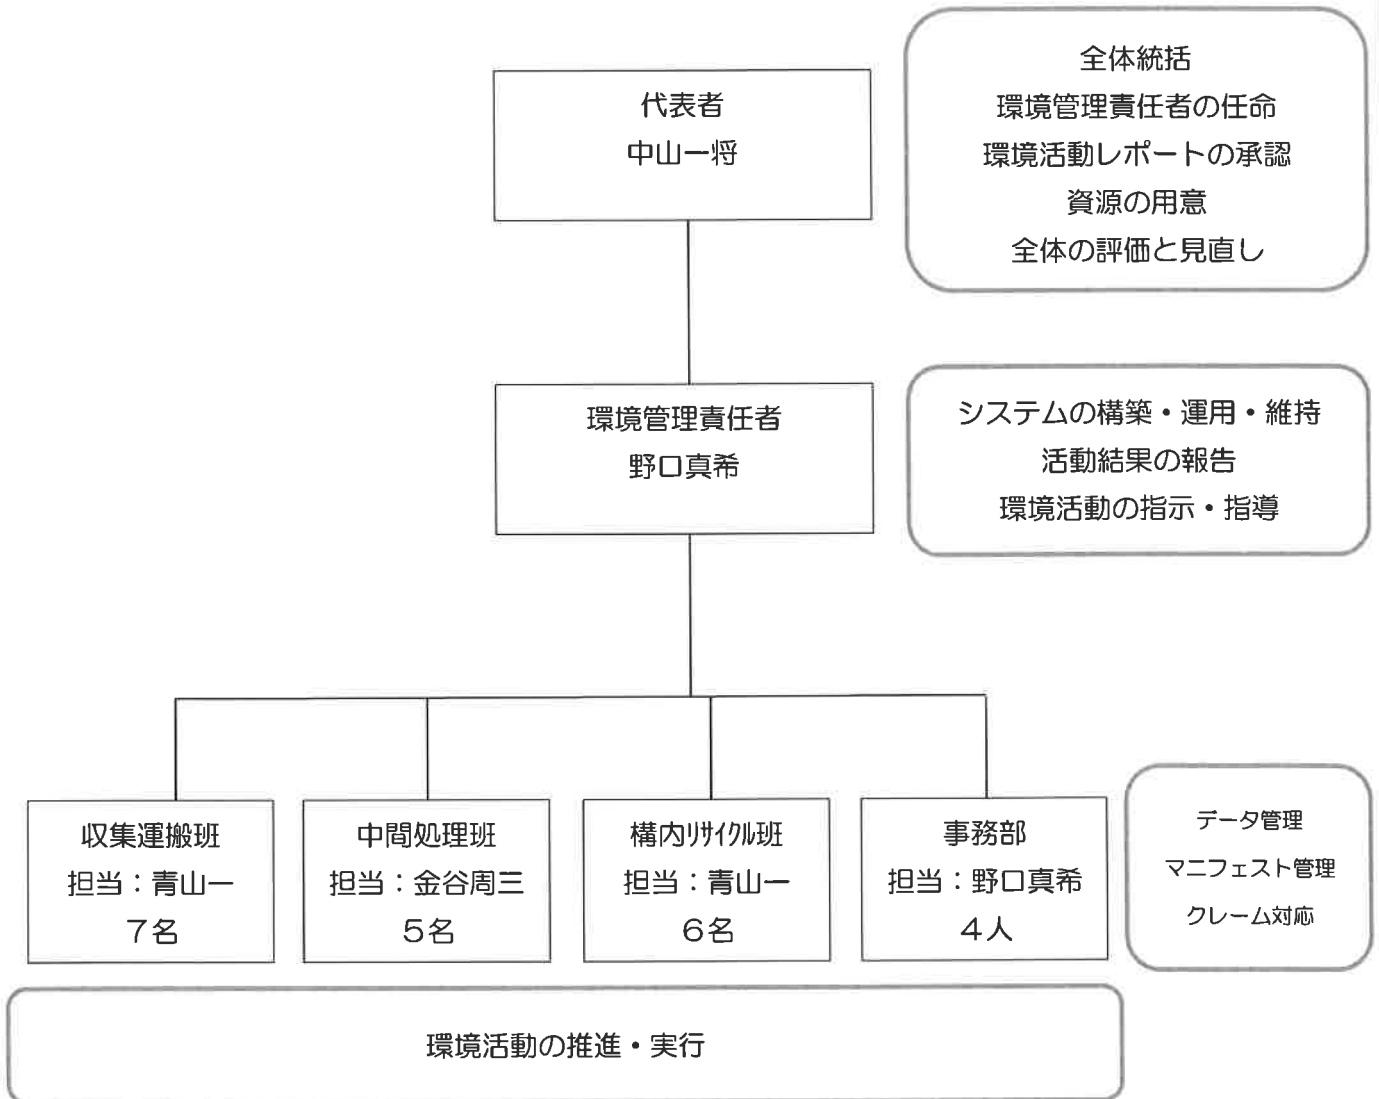 代表者
中山一将
全体統括
環境管理責任者の任命
環境活動レポートの承認
資源の用意
全体の評価と見直し
環境管理責任者
野口真希
システムの構築・運用・維持
活動結果の報告
環境活動の指示・指導
収集運搬班
担当：青山一
７名
中間処理班
担当：金谷周三
５名
構内ﾘｻｲｸﾙ班
担当：青山一
６名
事務部
担当：野口真希
４人
データ管理
マニフェスト管理
クレーム対応
環境活動の推進・実行